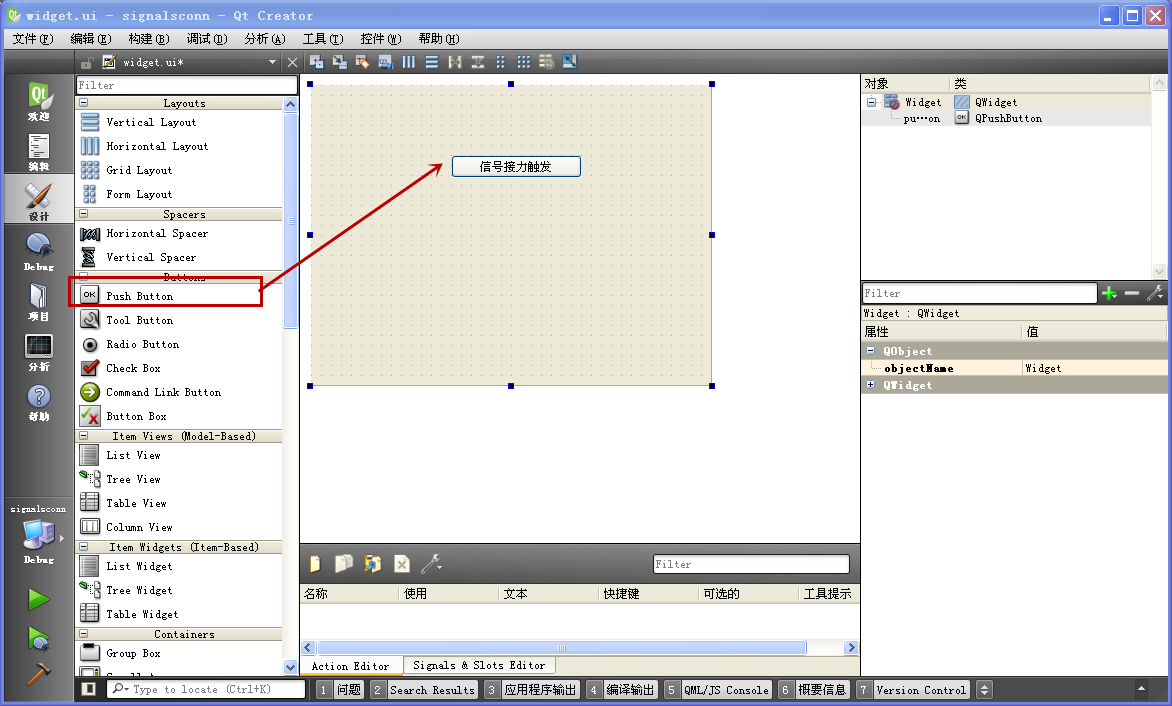 widget.ui - signalsconn - Qt Creator
文件(F) 编辑(E) 构建(B) 调试(D) 分析(A) 工具(T) 控件(W) 帮助(H)
widget.ui*
欢迎
编辑
设计
Debug
项目
分析
帮助
signalsconn
Debug
Filter
Layouts
Vertical Layout
Horizontal Layout
Grid Layout
Form Layout
Spacers
Horizontal Spacer
Vertical Spacer
Buttons
OK Push Button
Tool Button
Radio Button
Check Box
Command Link Button
Button Box
Item Views (Model-Based)
List View
Tree View
Table View
Column View
Item Widgets (Item-Based)
List Widget
Tree Widget
Table Widget
Containers
Group Box
信号接力触发
Filter
名称 使用 文本 快捷键 可选的 工具提示
Action Editor Signals & Slots Editor
对象 类
Widget QWidget
pu…on OK QPushButton
Filter
Widget : QWidget
属性 值
QObject
objectName Widget
QWidget
Type to locate (Ctrl+K) 1 问题 2 Search Results 3 应用程序输出 4 编译输出 5 QML/JS Console 6 概要信息 7 Version Control